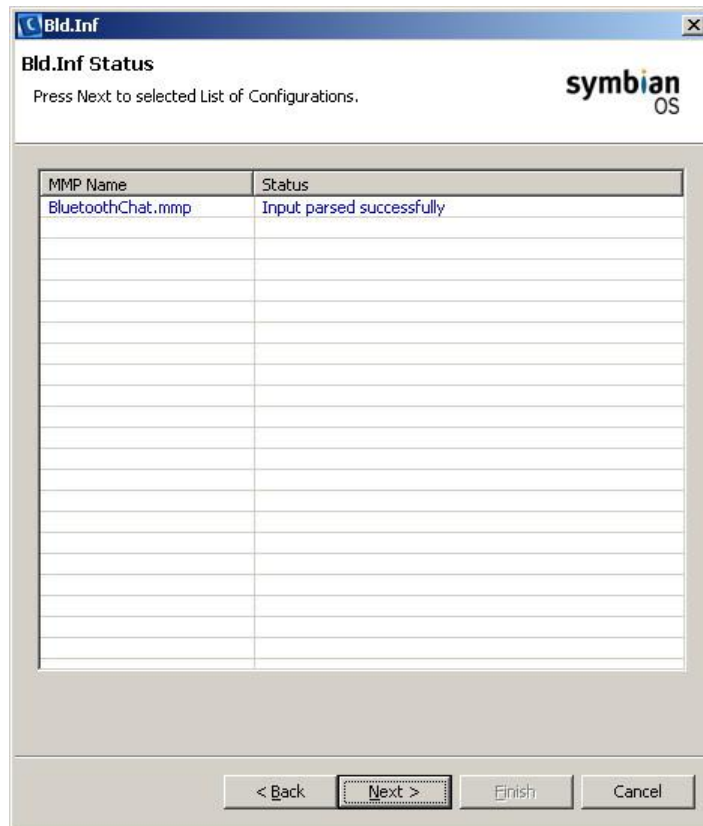 Bld.Inf
Bld.Inf Status
Press Next to selected List of Configurations.
symbian
OS
MMP Name Status
BluetoothChat.mmp Input parsed successfully
< Back Next > Finish Cancel